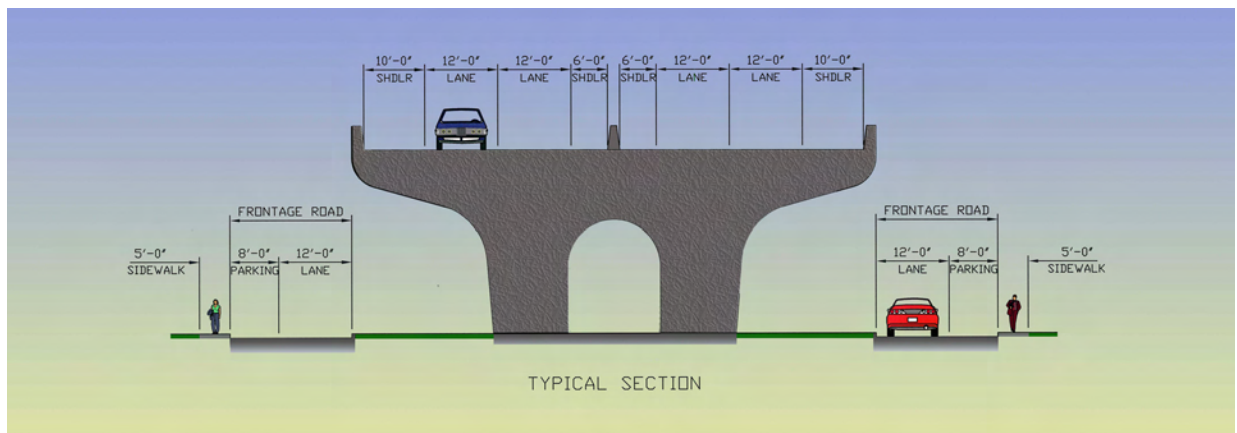 10'-0" 12'-0" 12'-0" 6'-0" 6'-0" 12'-0" 12'-0" 10'-0"
SHDLR LANE LANE SHDLR SHDLR LANE LANE SHDLR
FRONTAGE ROAD
5'-0" 8'-0" 12'-0"
SIDEWALK PARKING LANE
FRONTAGE ROAD
12'-0" 8'-0" 5'-0"
LANE PARKING SIDEWALK
TYPICAL SECTION